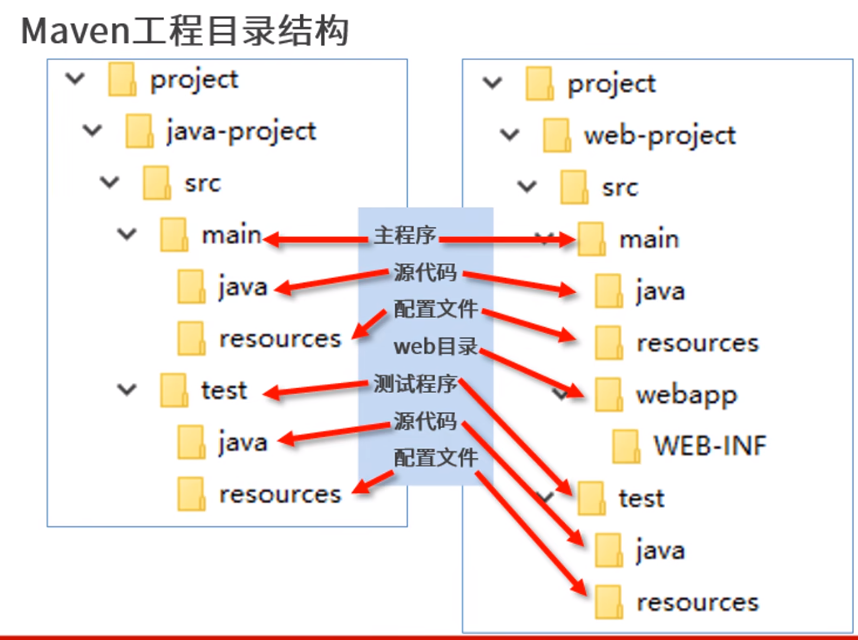 Maven工程目录结构
project
java-project
src
main
java
resources
test
java
resources
主程序
源代码
配置文件
web目录
测试程序
源代码
配置文件
project
web-project
src
main
java
resources
webapp
WEB-INF
test
java
resources